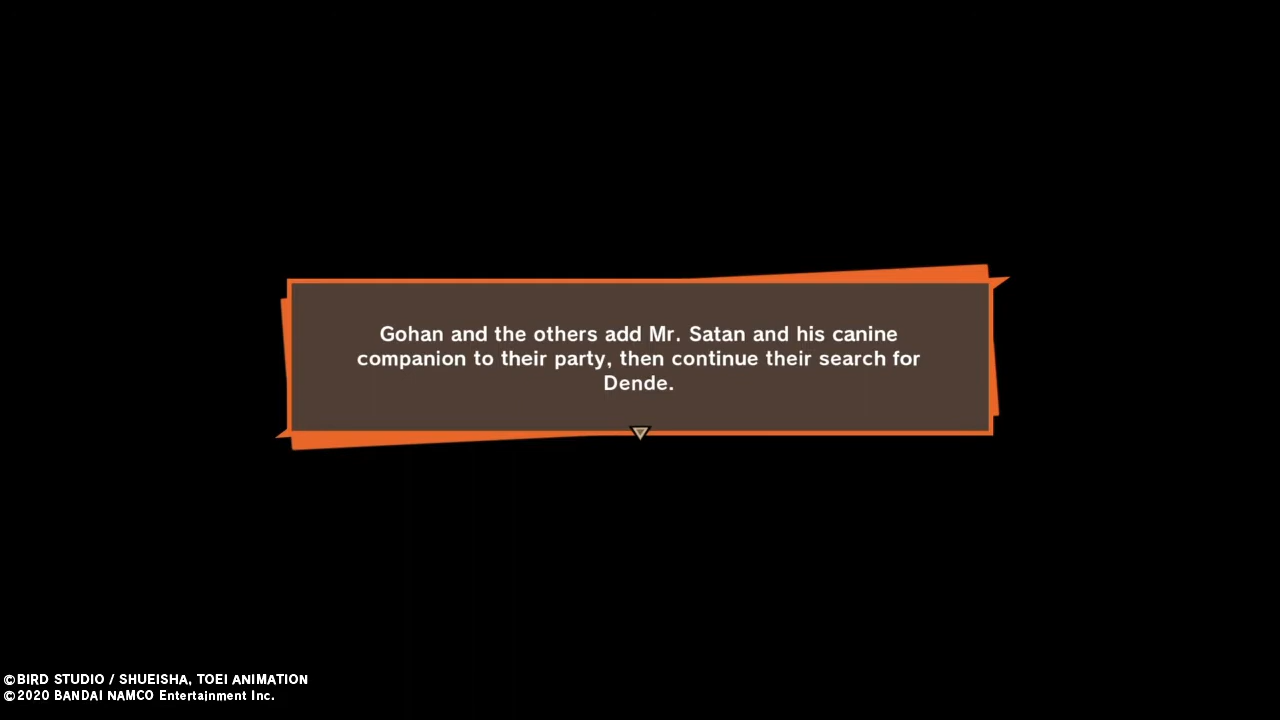 Gohan and the others add Mr. Satan and his canine
companion to their party, then continue their search for
Dende.
©BIRD STUDIO / SHUEISHA, TOEI ANIMATION
©2020 BANDAI NAMCO Entertainment Inc.